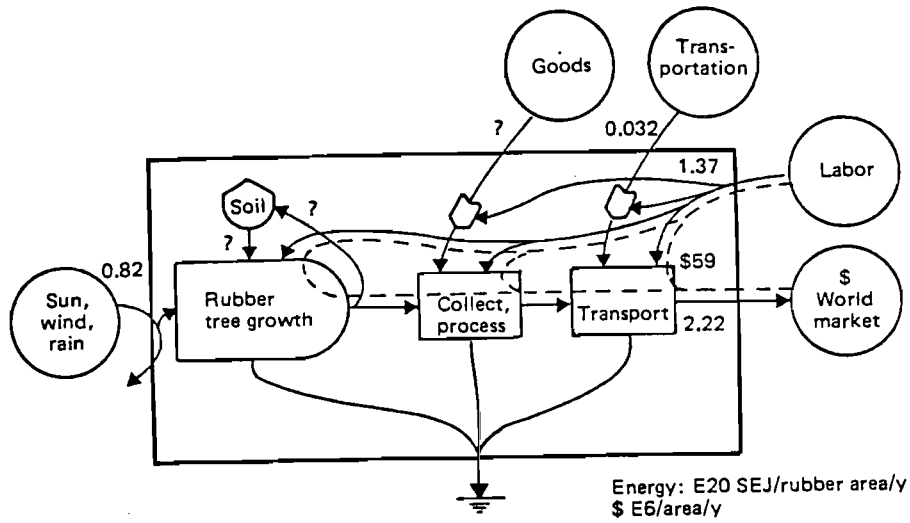 Goods
Trans-
portation
?
0.032
1.37
Labor
Soil
?
?
0.82
$59
Sun,
wind,
rain
Rubber
tree growth
Collect,
process
Transport
2.22
$
World
market
Energy: E20 SEJ/rubber area/y
$ E6/area/y